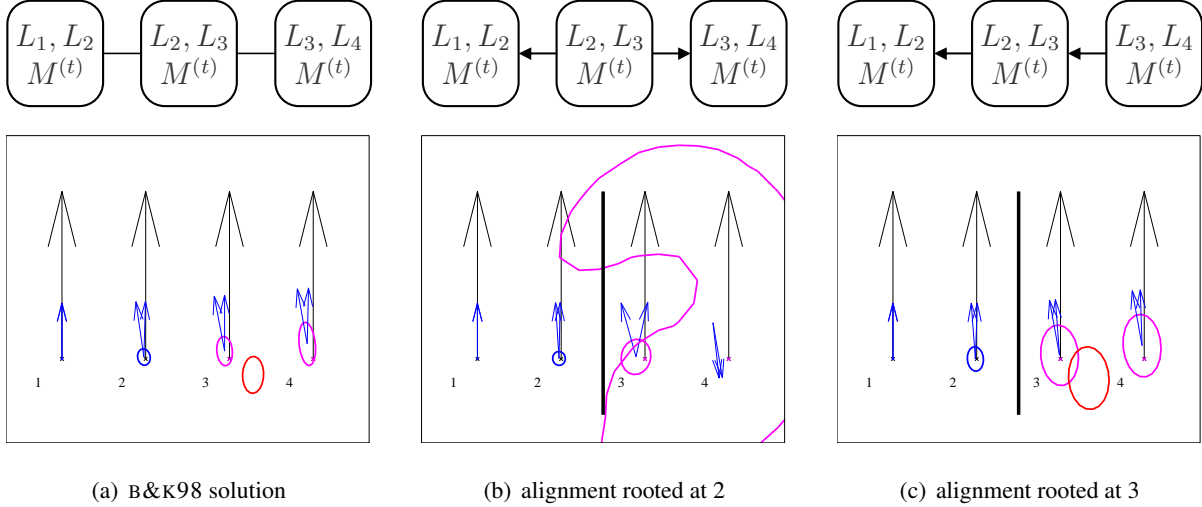 L₁, L₂ L₂, L₃ L₃, L₄ L₁, L₂ L₂, L₃ L₃, L₄ L₁, L₂ L₂, L₃ L₃, L₄
M⁽ᵗ⁾ M⁽ᵗ⁾ M⁽ᵗ⁾ M⁽ᵗ⁾ M⁽ᵗ⁾ M⁽ᵗ⁾ M⁽ᵗ⁾ M⁽ᵗ⁾ M⁽ᵗ⁾
1 2 3 4 1 2 3 4 1 2 3 4
(a) B&K98 solution (b) alignment rooted at 2 (c) alignment rooted at 3